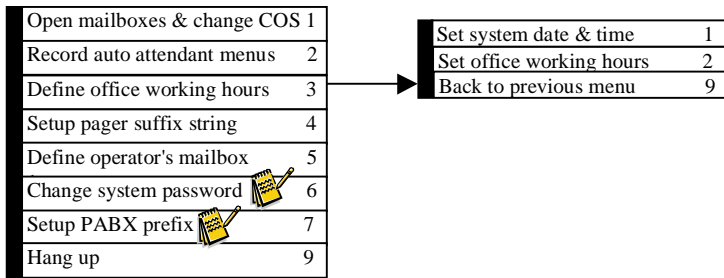 Open mailboxes & change COS 1
Record auto attendant menus 2
Define office working hours 3
Setup pager suffix string 4
Define operator's mailbox 5
Change system password 6
Setup PABX prefix 7
Hang up 9
Set system date & time 1
Set office working hours 2
Back to previous menu 9